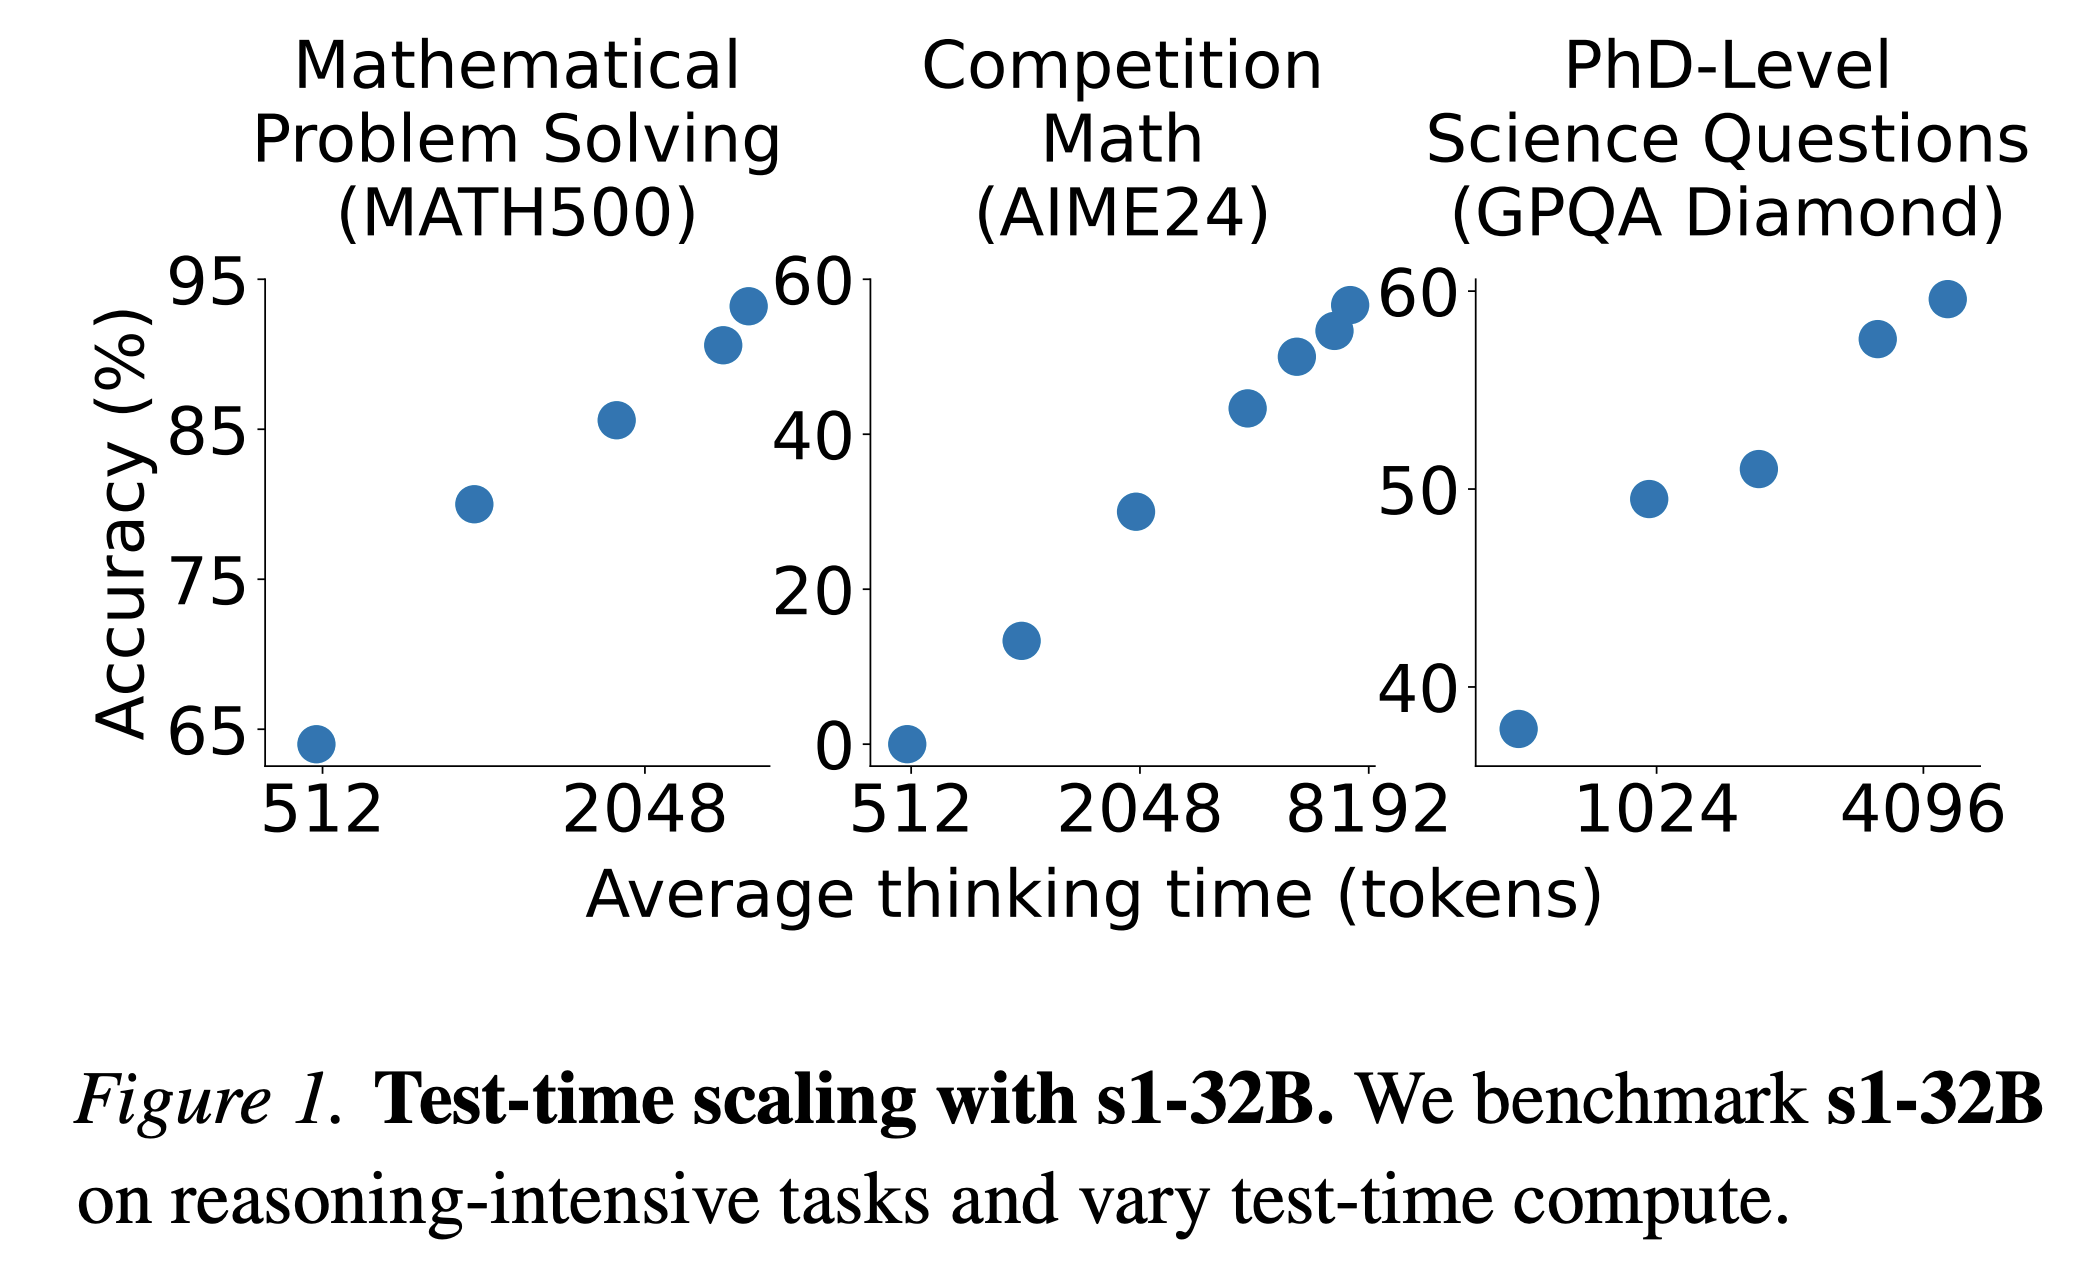 Mathematical
Problem Solving
(MATH500)
Competition
Math
(AIME24)
PhD-Level
Science Questions
(GPQA Diamond)
Accuracy (%)
95
85
75
65
512
2048
60
40
20
0
512
2048
8192
60
50
40
1024
4096
Average thinking time (tokens)
Figure 1. Test-time scaling with s1-32B. We benchmark s1-32B
on reasoning-intensive tasks and vary test-time compute.